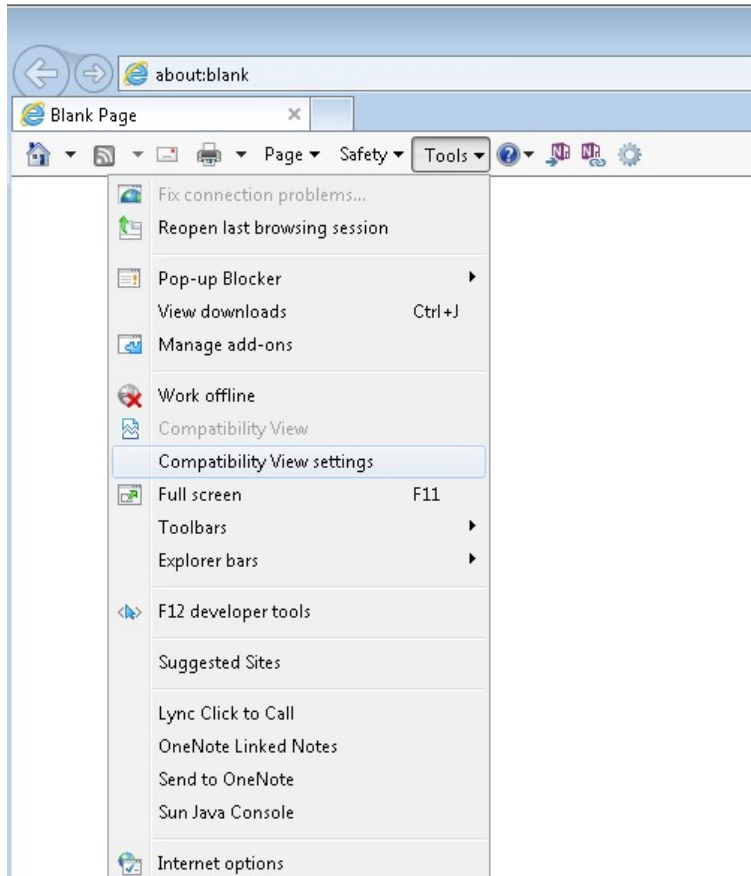 about:blank
Blank Page
Page Safety Tools
Fix connection problems...
Reopen last browsing session
Pop-up Blocker
View downloads Ctrl+J
Manage add-ons
Work offline
Compatibility View
Compatibility View settings
Full screen F11
Toolbars
Explorer bars
F12 developer tools
Suggested Sites
Lync Click to Call
OneNote Linked Notes
Send to OneNote
Sun Java Console
Internet options